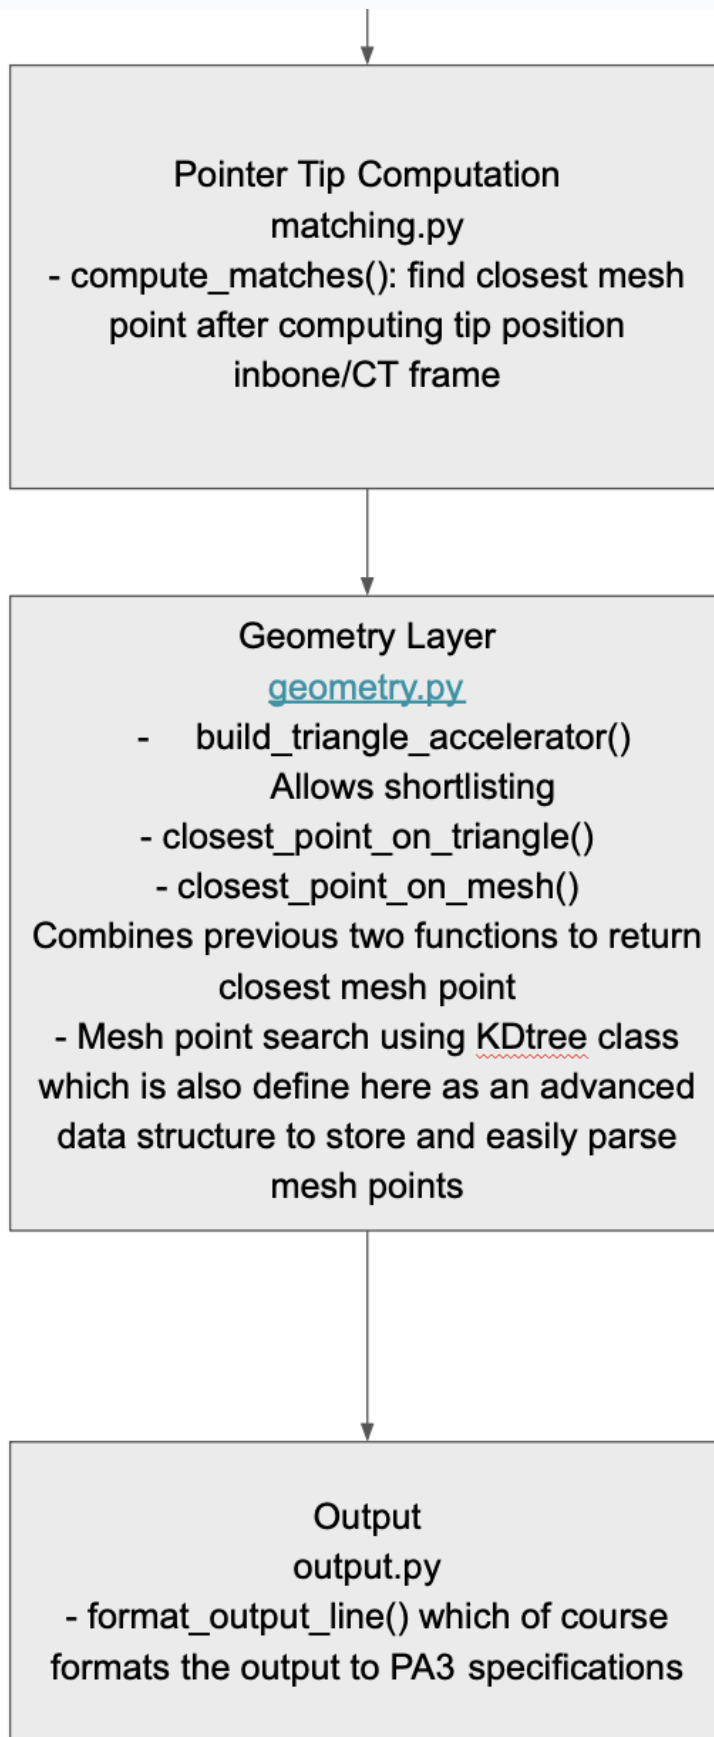 Pointer Tip Computation
matching.py
- compute_matches(): find closest mesh
point after computing tip position
inbone/CT frame
Geometry Layer
geometry.py
- build_triangle_accelerator()
Allows shortlisting
- closest_point_on_triangle()
- closest_point_on_mesh()
Combines previous two functions to return
closest mesh point
- Mesh point search using KDtree class
which is also define here as an advanced
data structure to store and easily parse
mesh points
Output
output.py
- format_output_line() which of course
formats the output to PA3 specifications